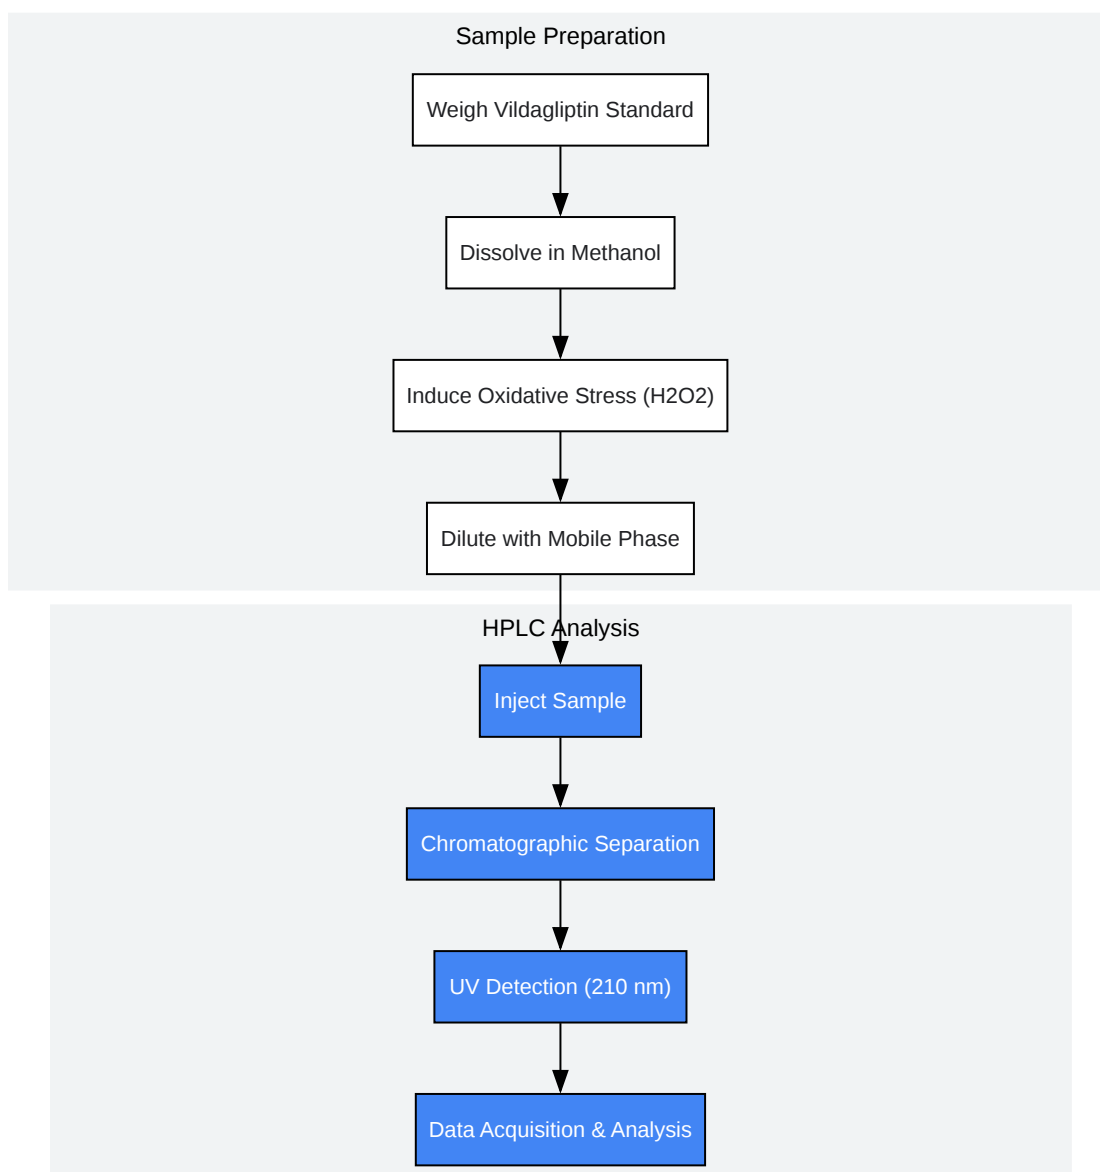 Sample Preparation
Weigh Vildagliptin Standard
Dissolve in Methanol
Induce Oxidative Stress (H2O2)
Dilute with Mobile Phase
HPLC Analysis
Inject Sample
Chromatographic Separation
UV Detection (210 nm)
Data Acquisition & Analysis